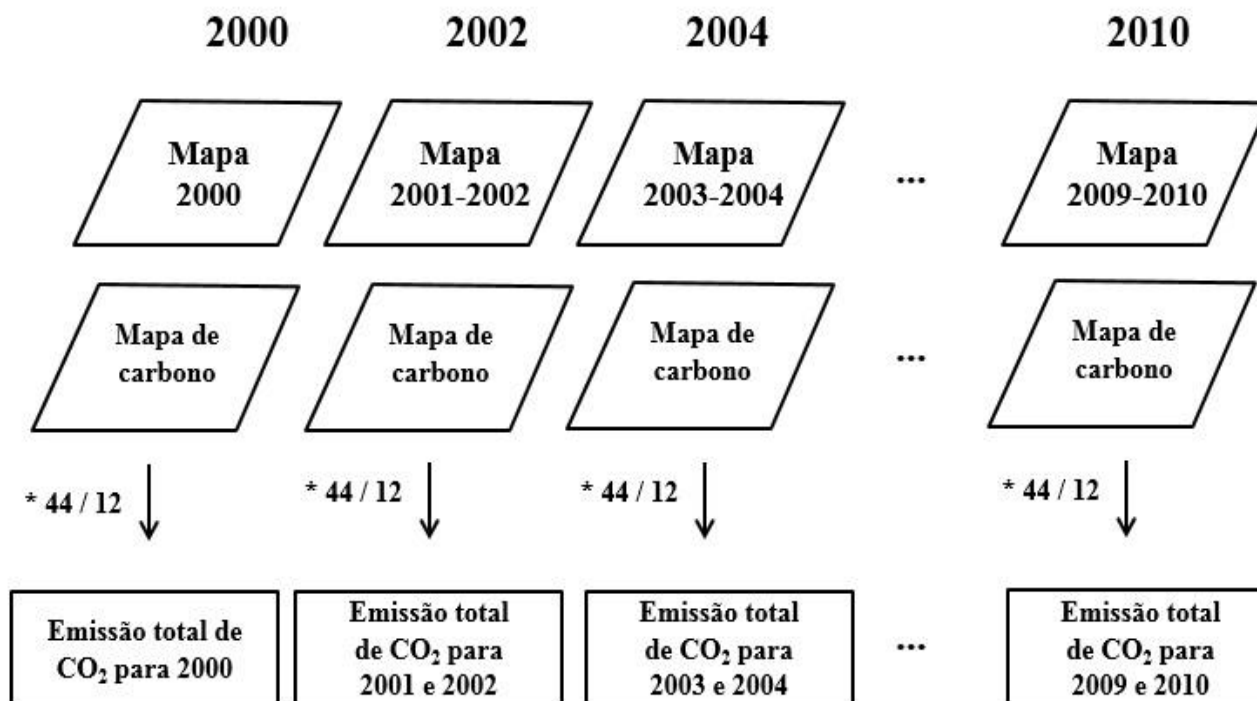 2000
2002
2004
2010
Mapa
2000
Mapa
2001-2002
Mapa
2003-2004
...
Mapa
2009-2010
Mapa de
carbono
Mapa de
carbono
Mapa de
carbono
...
Mapa de
carbono
* 44 / 12
* 44 / 12
* 44 / 12
* 44 / 12
Emissão total de
CO₂ para 2000
Emissão total
de CO₂ para
2001 e 2002
Emissão total
de CO₂ para
2003 e 2004
...
Emissão total
de CO₂ para
2009 e 2010